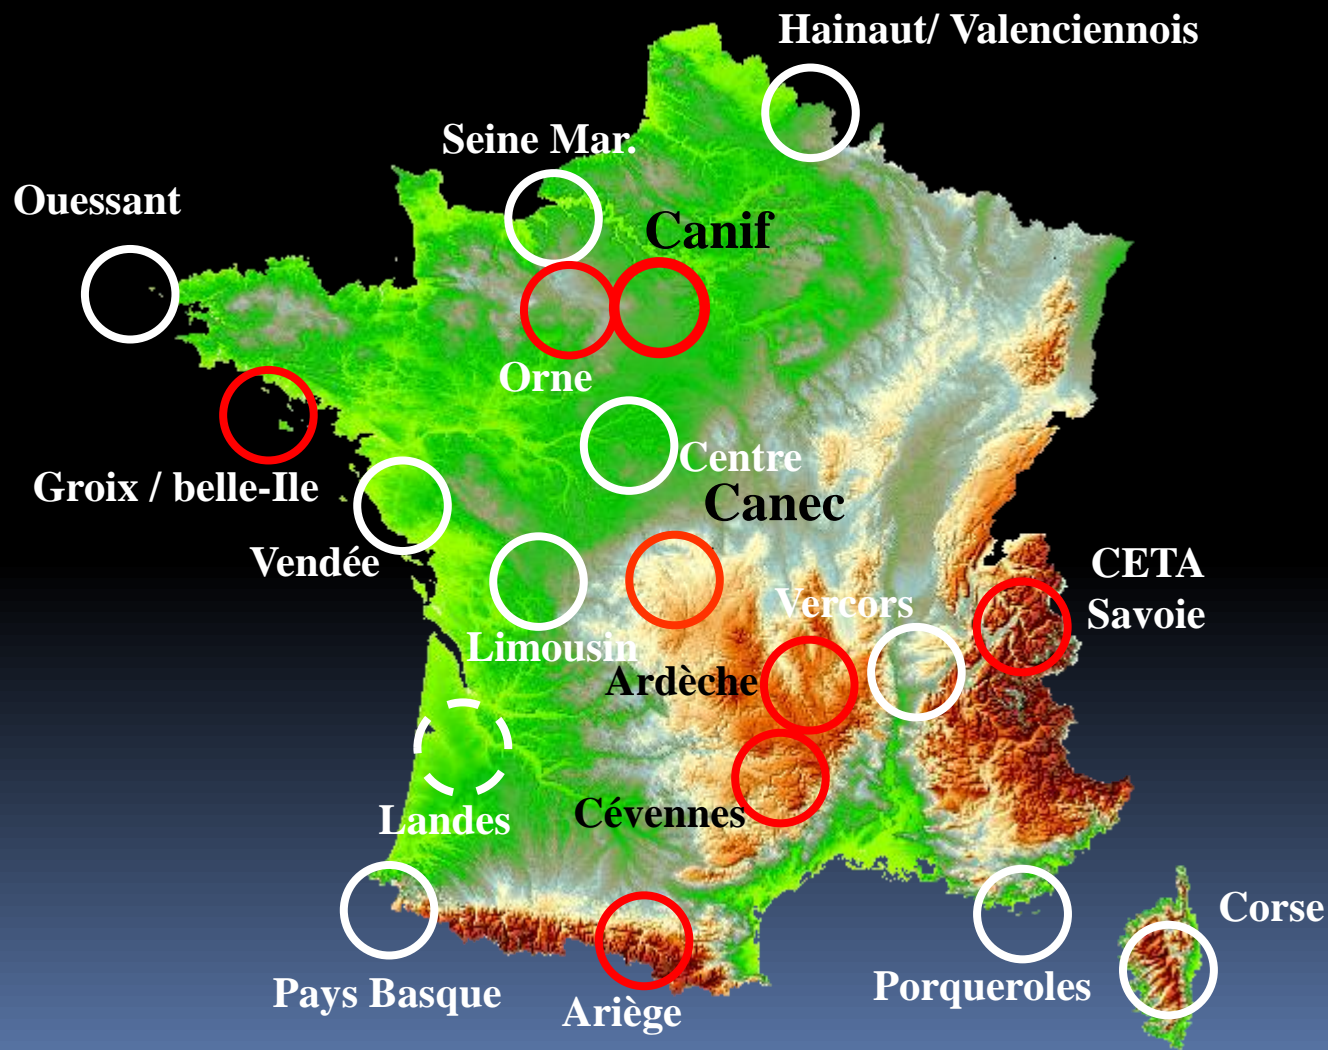 Hainaut/ Valenciennois
Seine Mar.
Ouessant
Canif
Orne
Centre
Groix / belle-Ile
Canec
Vendée
CETA
Savoie
Vercors
Limousin
Ardèche
Cévennes
Landes
Corse
Porqueroles
Pays Basque
Ariège